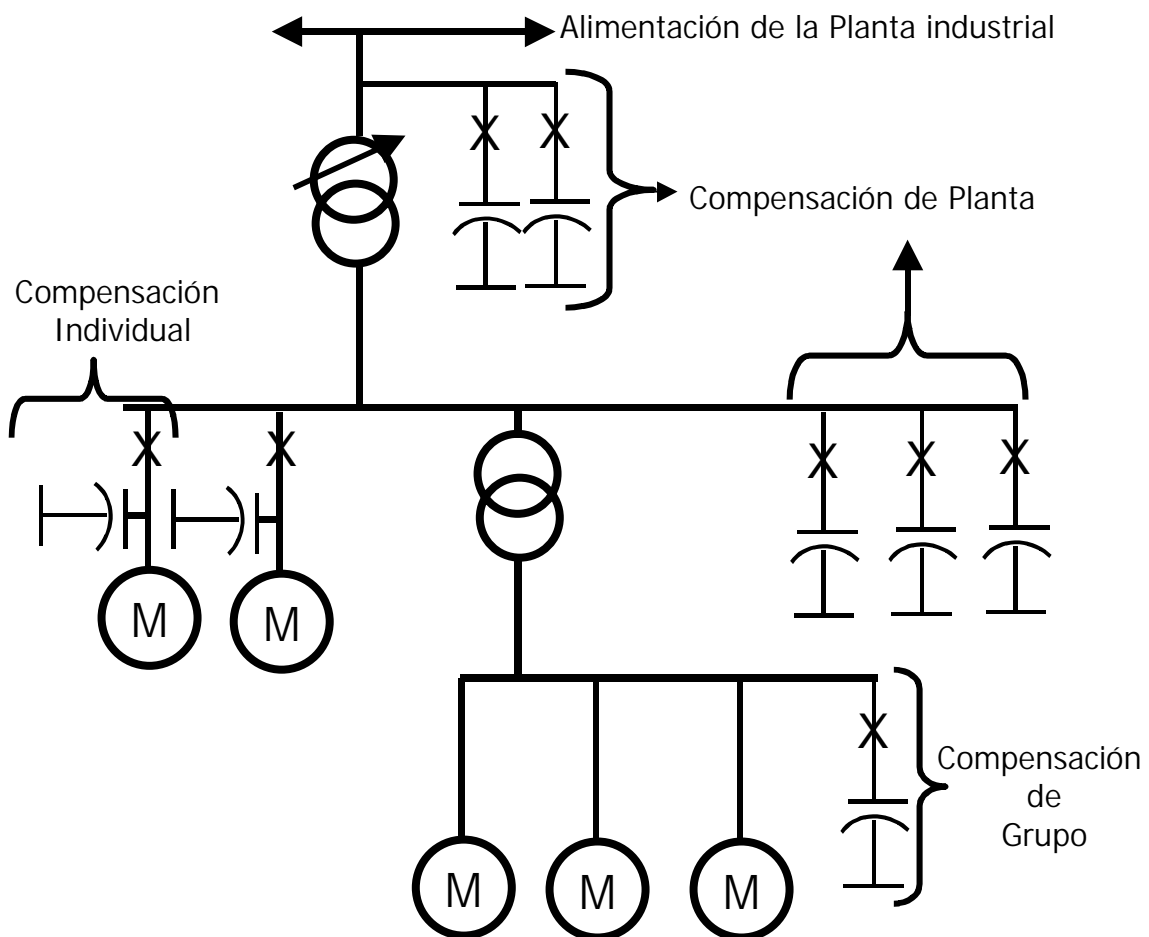 Alimentación de la Planta industrial
X X
Compensación de Planta
Compensación
Individual
X X
X X X
M M
X
Compensación
de
Grupo
M M M